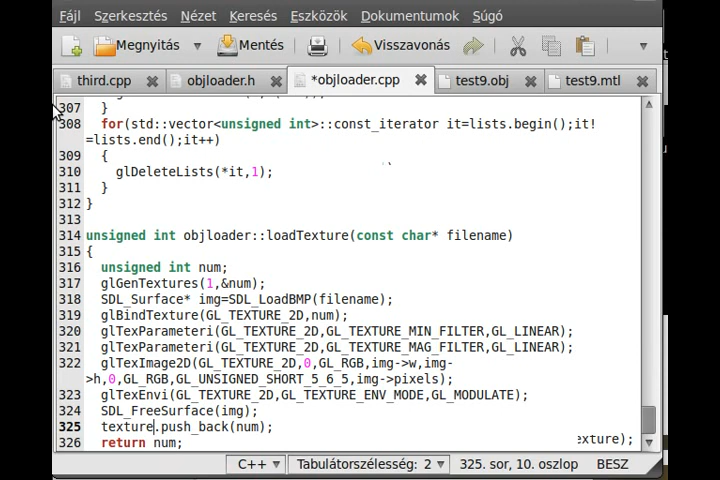 Fájl Szerkesztés Nézet Keresés Eszközök Dokumentumok Súgó
Megnyitás Mentés Visszavonás
third.cpp objloader.h *objloader.cpp test9.obj test9.mtl
307 }
308 for(std::vector<unsigned int>::const_iterator it=lists.begin();it!
=lists.end();it++)
309 {
310 glDeleteLists(*it,1);
311 }
312 }
313
314 unsigned int objloader::loadTexture(const char* filename)
315 {
316 unsigned int num;
317 glGenTextures(1,&num);
318 SDL_Surface* img=SDL_LoadBMP(filename);
319 glBindTexture(GL_TEXTURE_2D,num);
320 glTexParameteri(GL_TEXTURE_2D,GL_TEXTURE_MIN_FILTER,GL_LINEAR);
321 glTexParameteri(GL_TEXTURE_2D,GL_TEXTURE_MAG_FILTER,GL_LINEAR);
322 glTexImage2D(GL_TEXTURE_2D,0,GL_RGB,img->w,img-
>h,0,GL_RGB,GL_UNSIGNED_SHORT_5_6_5,img->pixels);
323 glTexEnvi(GL_TEXTURE_2D,GL_TEXTURE_ENV_MODE,GL_MODULATE);
324 SDL_FreeSurface(img);
325 texture.push_back(num);
326 return num;
exture);
C++ Tabulátorszélesség: 2 325. sor, 10. oszlop BESZ